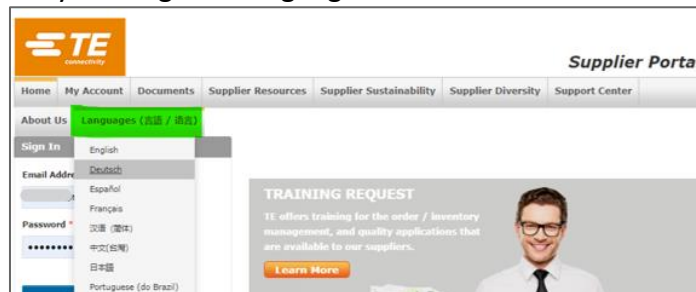 TE
connectivity
Supplier Porta
Home My Account Documents Supplier Resources Supplier Sustainability Supplier Diversity Support Center
About Us Languages (言語 / 语言)
Sign In
English
Email Addre
Deutsch
Español
Français
Password *
汉语 (简体)
中文(台灣)
日本語
Portuguese (do Brazil)
TRAINING REQUEST
TE offers training for the order / inventory
management, and quality applications that
are available to our suppliers.
Learn More